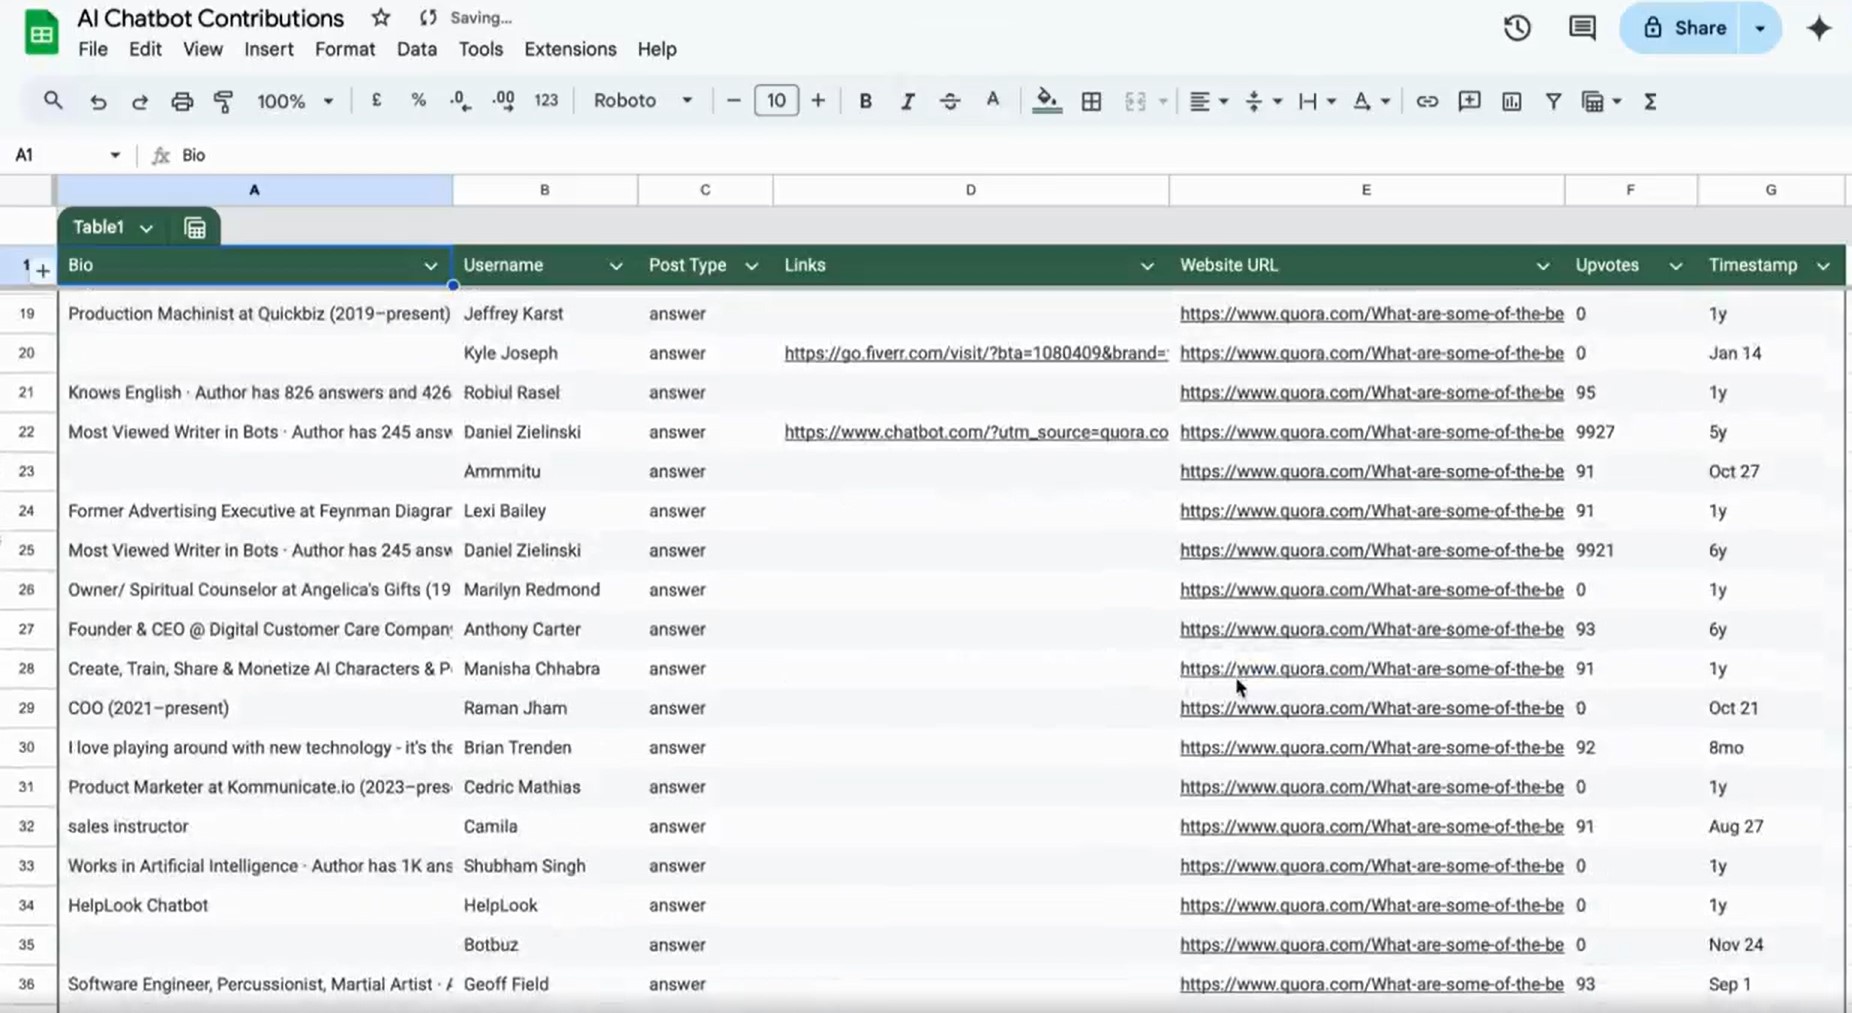 AI Chatbot Contributions Saving...
File Edit View Insert Format Data Tools Extensions Help
Share
100% £ % .0 .00 123 Roboto 10 B I A Σ
A1 fx Bio
A B C D E F G
Table1
1 Bio Username Post Type Links Website URL Upvotes Timestamp
19 Production Machinist at Quickbiz (2019–present) Jeffrey Karst answer https://www.quora.com/What-are-some-of-the-be 0 1y
20 Kyle Joseph answer https://go.fiverr.com/visit/?bta=1080409&brand= https://www.quora.com/What-are-some-of-the-be 0 Jan 14
21 Knows English · Author has 826 answers and 426 Robiul Rasel answer https://www.quora.com/What-are-some-of-the-be 95 1y
22 Most Viewed Writer in Bots · Author has 245 answ Daniel Zielinski answer https://www.chatbot.com/?utm_source=quora.co https://www.quora.com/What-are-some-of-the-be 9927 5y
23 Ammmitu answer https://www.quora.com/What-are-some-of-the-be 91 Oct 27
24 Former Advertising Executive at Feynman Diagrar Lexi Bailey answer https://www.quora.com/What-are-some-of-the-be 91 1y
25 Most Viewed Writer in Bots · Author has 245 answ Daniel Zielinski answer https://www.quora.com/What-are-some-of-the-be 9921 6y
26 Owner/ Spiritual Counselor at Angelica's Gifts (19 Marilyn Redmond answer https://www.quora.com/What-are-some-of-the-be 0 1y
27 Founder & CEO @ Digital Customer Care Company Anthony Carter answer https://www.quora.com/What-are-some-of-the-be 93 6y
28 Create, Train, Share & Monetize AI Characters & P Manisha Chhabra answer https://www.quora.com/What-are-some-of-the-be 91 1y
29 COO (2021–present) Raman Jham answer https://www.quora.com/What-are-some-of-the-be 0 Oct 21
30 I love playing around with new technology - it's the Brian Trenden answer https://www.quora.com/What-are-some-of-the-be 92 8mo
31 Product Marketer at Kommunicate.io (2023–pres Cedric Mathias answer https://www.quora.com/What-are-some-of-the-be 0 1y
32 sales instructor Camila answer https://www.quora.com/What-are-some-of-the-be 91 Aug 27
33 Works in Artificial Intelligence · Author has 1K ans Shubham Singh answer https://www.quora.com/What-are-some-of-the-be 0 1y
34 HelpLook Chatbot HelpLook answer https://www.quora.com/What-are-some-of-the-be 0 1y
35 Botbuz answer https://www.quora.com/What-are-some-of-the-be 0 Nov 24
36 Software Engineer, Percussionist, Martial Artist · Geoff Field answer https://www.quora.com/What-are-some-of-the-be 93 Sep 1